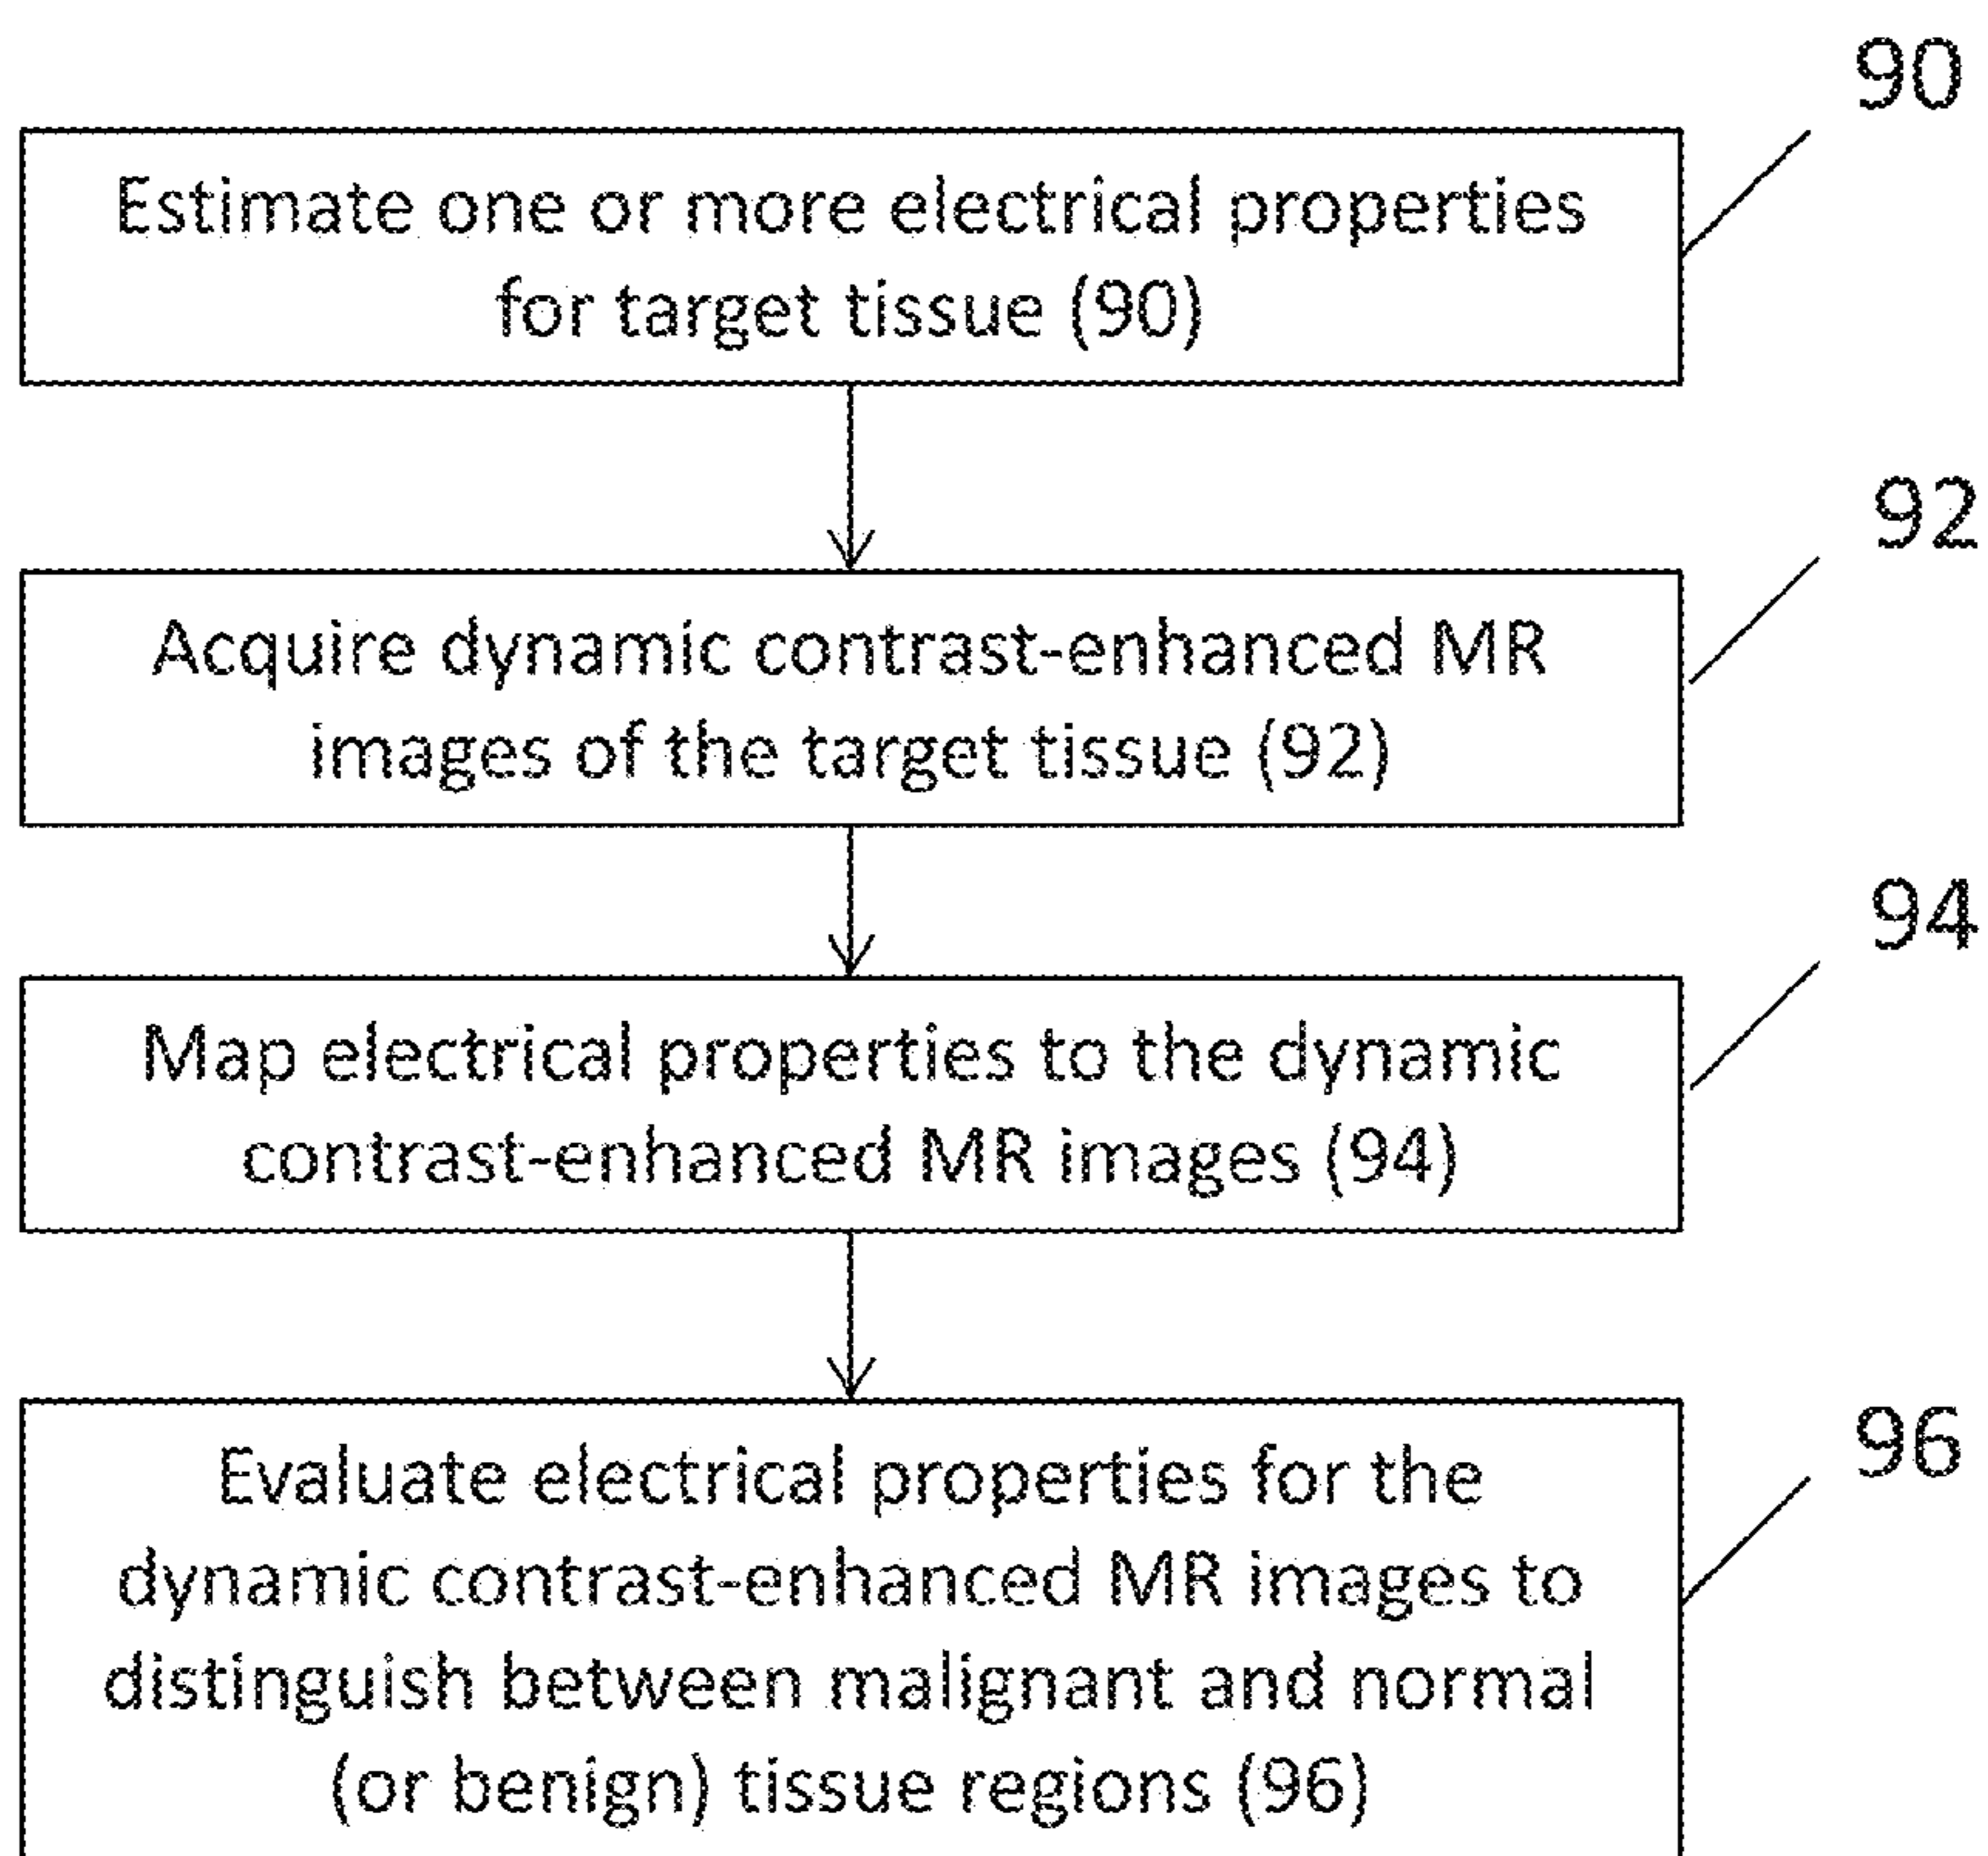 90
Estimate one or more electrical properties
for target tissue (90)
92
Acquire dynamic contrast-enhanced MR
images of the target tissue (92)
94
Map electrical properties to the dynamic
contrast-enhanced MR images (94)
96
Evaluate electrical properties for the
dynamic contrast-enhanced MR images to
distinguish between malignant and normal
(or benign) tissue regions (96)